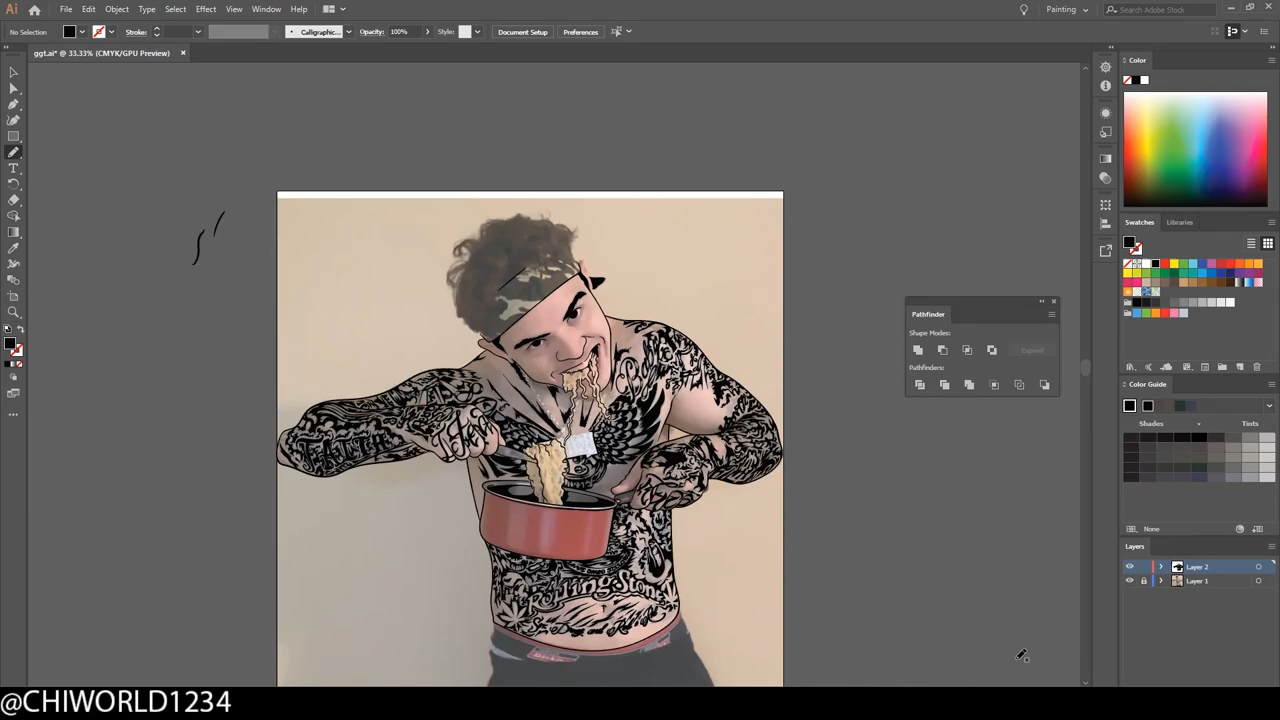 Ai File Edit Object Type Select Effect View Window Help Painting Search Adobe Stock
No Selection Stroke: Calligraphic... Opacity: 100% Style: Document Setup Preferences
ggt.ai* @ 33.33% (CMYK/GPU Preview)
Color
Swatches Libraries
Pathfinder
Shape Modes:
Expand
Pathfinders:
Color Guide
Shades Tints
None
Layers
Layer 2
Layer 1
FAITH
Rolling Stone
@CHIWORLD1234